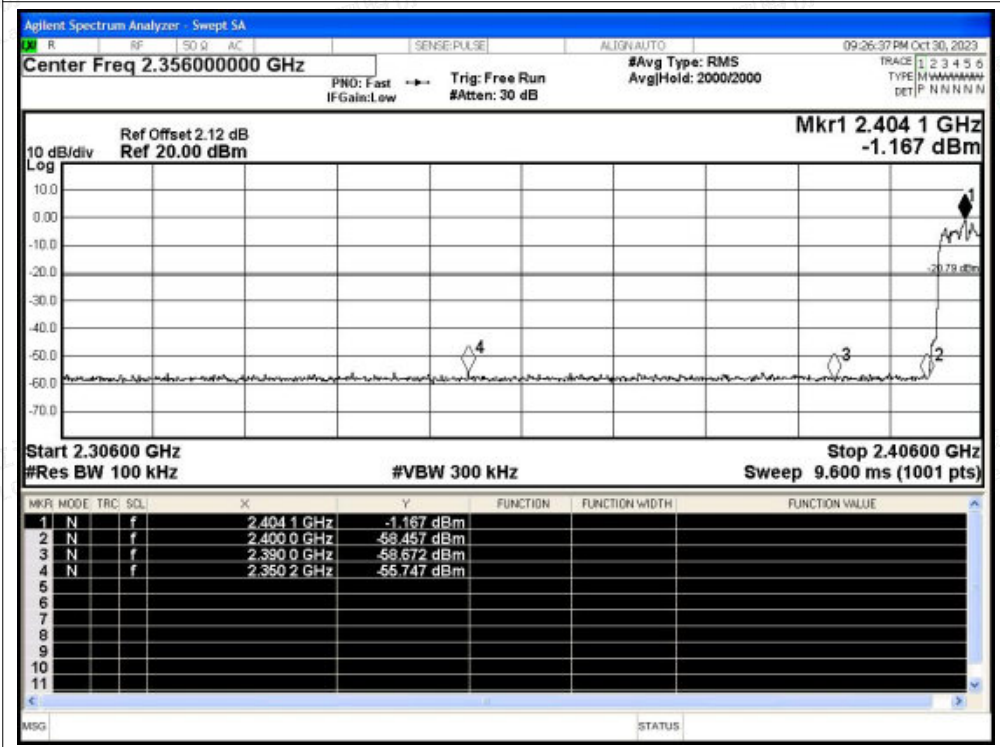 Agilent Spectrum Analyzer - Swept SA
R RF 50 Ω AC SENSE:PULSE ALIGN AUTO 09:26:37 PM Oct 30, 2023
Center Freq 2.356000000 GHz #Avg Type: RMS TRACE 1 2 3 4 5 6
PNO: Fast Trig: Free Run Avg|Hold: 2000/2000 TYPE M
IFGain:Low #Atten: 30 dB DET P N N N N N
Mkr1 2.404 1 GHz
Ref Offset 2.12 dB
10 dB/div Ref 20.00 dBm -1.167 dBm
Log
10.0
1
0.00
-10.0
-20.79 dBm
-20.0
-30.0
-40.0
4
3
2
-50.0
-60.0
-70.0
Start 2.30600 GHz Stop 2.40600 GHz
#Res BW 100 kHz #VBW 300 kHz Sweep 9.600 ms (1001 pts)
MKR MODE TRC SCL X Y FUNCTION FUNCTION WIDTH FUNCTION VALUE
1 N f 2.404 1 GHz -1.167 dBm
2 N f 2.400 0 GHz -58.457 dBm
3 N f 2.390 0 GHz -58.672 dBm
4 N f 2.350 2 GHz -55.747 dBm
5
6
7
8
9
10
11
MSG STATUS